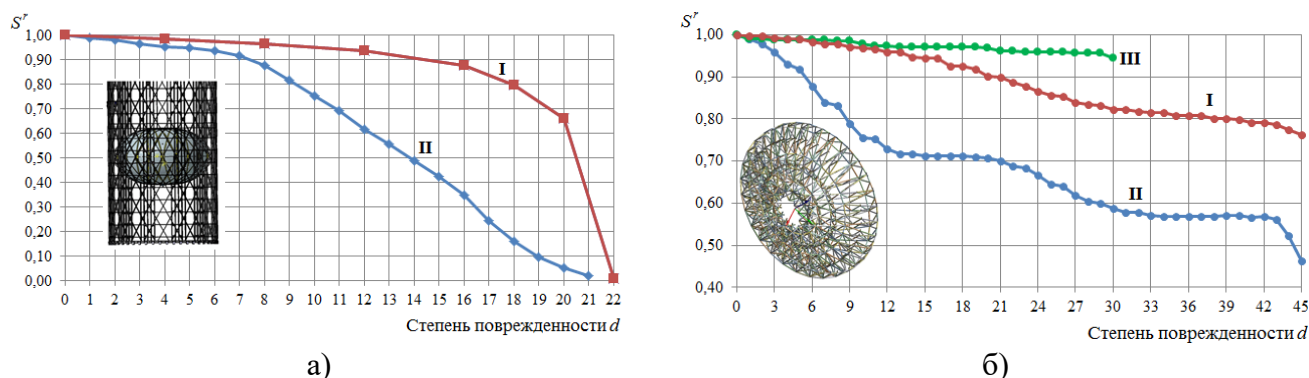 S^r
1,00
0,90
0,80
0,70
0,60
0,50
0,40
0,30
0,20
0,10
0,00
I
II
0 1 2 3 4 5 6 7 8 9 10 11 12 13 14 15 16 17 18 19 20 21 22
Степень поврежденности d
а)
S^r
1,00
0,90
0,80
0,70
0,60
0,50
0,40
III
I
II
0 3 6 9 12 15 18 21 24 27 30 33 36 39 42 45
Степень поврежденности d
б)